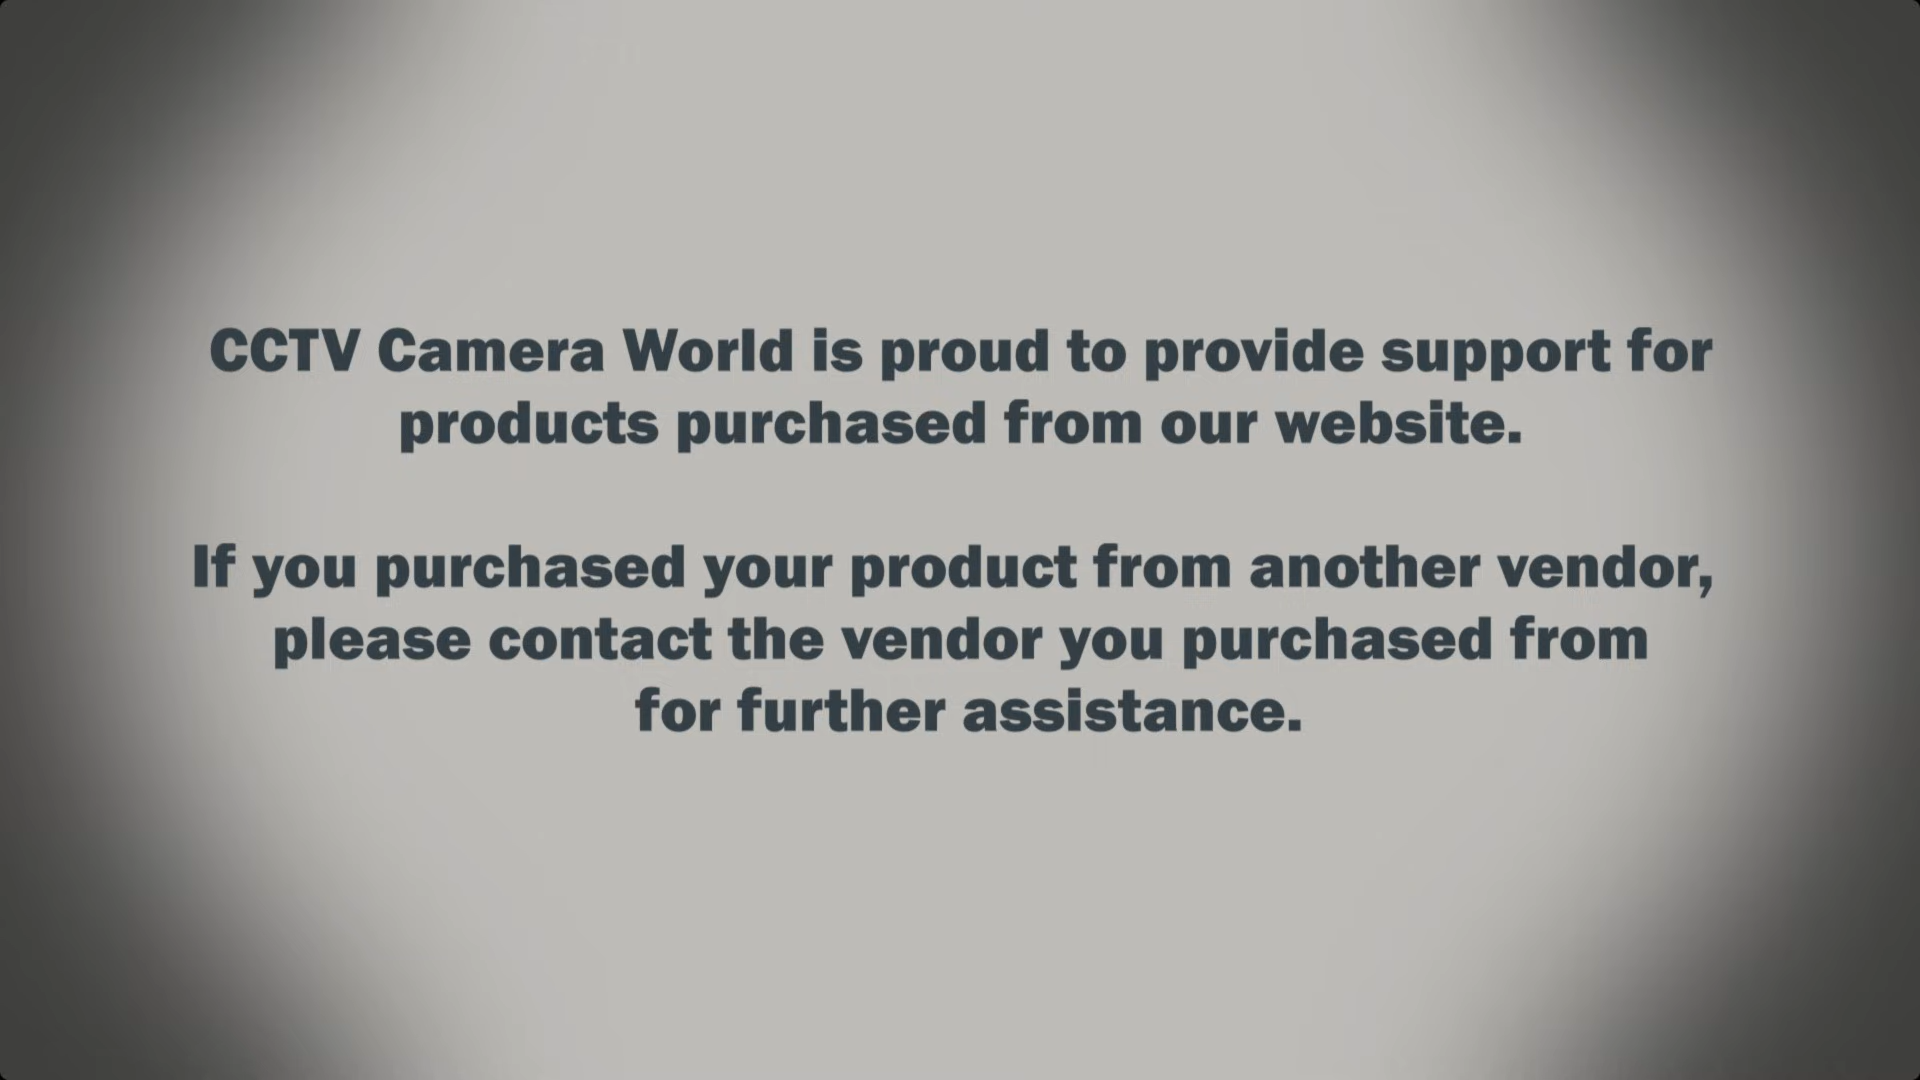 CCTV Camera World is proud to provide support for
products purchased from our website.
If you purchased your product from another vendor,
please contact the vendor you purchased from
for further assistance.